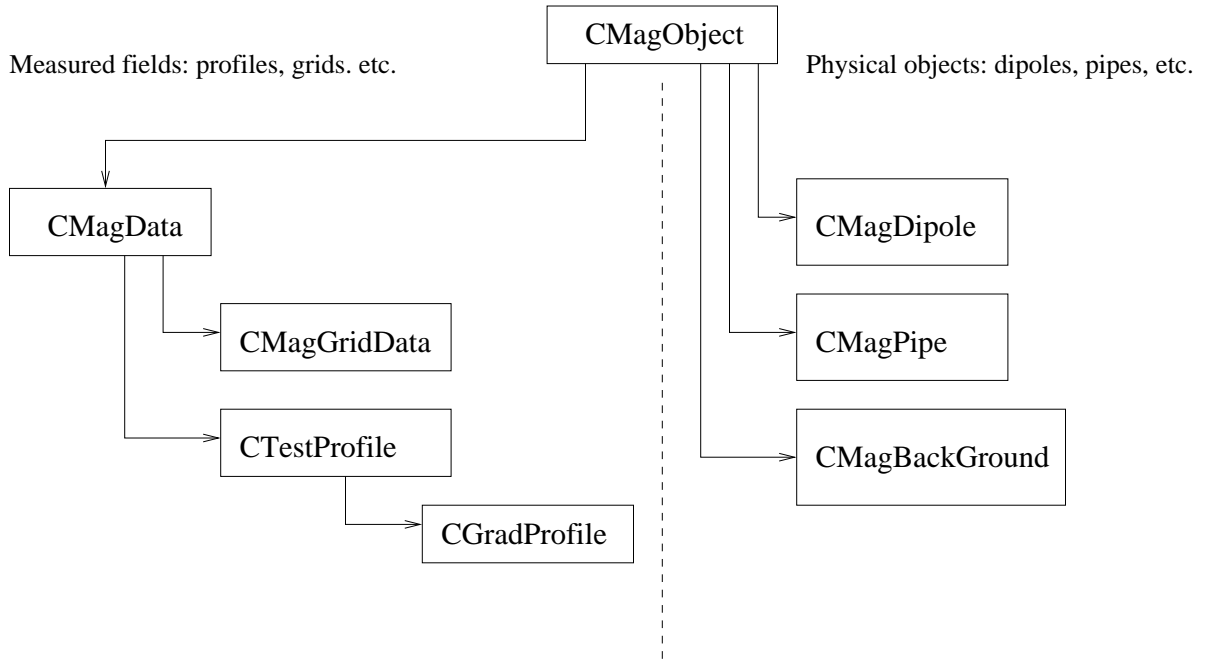 CMagObject
Measured fields: profiles, grids. etc.
Physical objects: dipoles, pipes, etc.
CMagData
CMagDipole
CMagGridData
CMagPipe
CTestProfile
CMagBackGround
CGradProfile